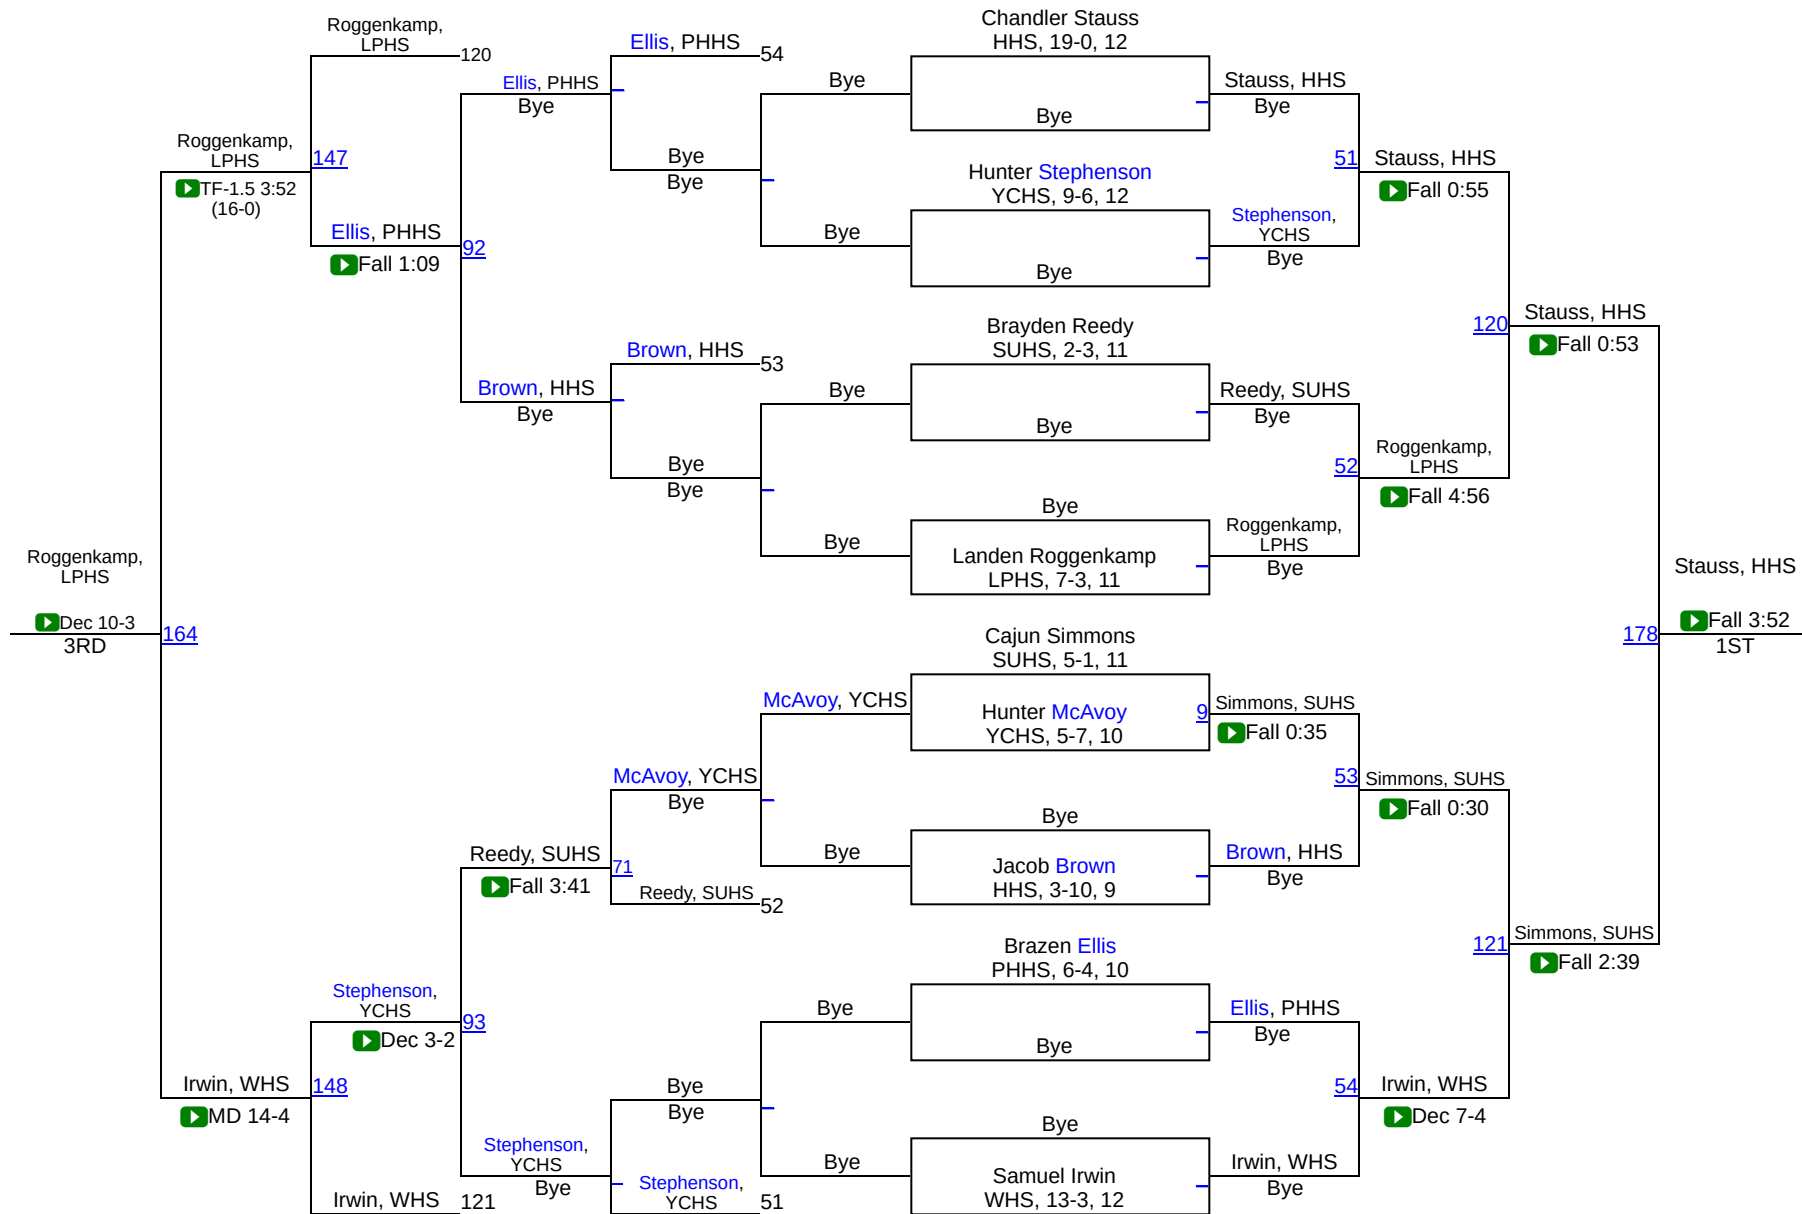 Roggenkamp,
LPHS
120
Roggenkamp,
LPHS
TF-1.5 3:52
(16-0)
147
Ellis, PHHS
Fall 1:09
92
Ellis, PHHS
Bye
Ellis, PHHS
54
Bye
Bye
Bye
Bye
Chandler Stauss
HHS, 19-0, 12
Bye
Hunter Stephenson
YCHS, 9-6, 12
Bye
Stauss, HHS
Bye
Stephenson,
YCHS
Bye
51
Stauss, HHS
Fall 0:55
Brown, HHS
Bye
Brown, HHS
53
Bye
Bye
Bye
Bye
Brayden Reedy
SUHS, 2-3, 11
Bye
Bye
Landen Roggenkamp
LPHS, 7-3, 11
Reedy, SUHS
Bye
Roggenkamp,
LPHS
Bye
52
Roggenkamp,
LPHS
Fall 4:56
120
Stauss, HHS
Fall 0:53
Roggenkamp,
LPHS
Dec 10-3
3RD
164
178
Stauss, HHS
Fall 3:52
1ST
Cajun Simmons
SUHS, 5-1, 11
McAvoy, YCHS
Hunter McAvoy
YCHS, 5-7, 10
9
Simmons, SUHS
Fall 0:35
McAvoy, YCHS
Bye
Bye
Bye
Jacob Brown
HHS, 3-10, 9
Brown, HHS
Bye
53
Simmons, SUHS
Fall 0:30
Reedy, SUHS
Fall 3:41
71
Reedy, SUHS
52
121
Simmons, SUHS
Fall 2:39
Brazen Ellis
PHHS, 6-4, 10
Bye
Bye
Ellis, PHHS
Bye
Stephenson,
YCHS
Dec 3-2
93
Irwin, WHS
MD 14-4
148
Bye
Bye
54
Irwin, WHS
Dec 7-4
Stephenson,
YCHS
Bye
Stephenson,
YCHS
51
Bye
Bye
Samuel Irwin
WHS, 13-3, 12
Irwin, WHS
Bye
Irwin, WHS
121